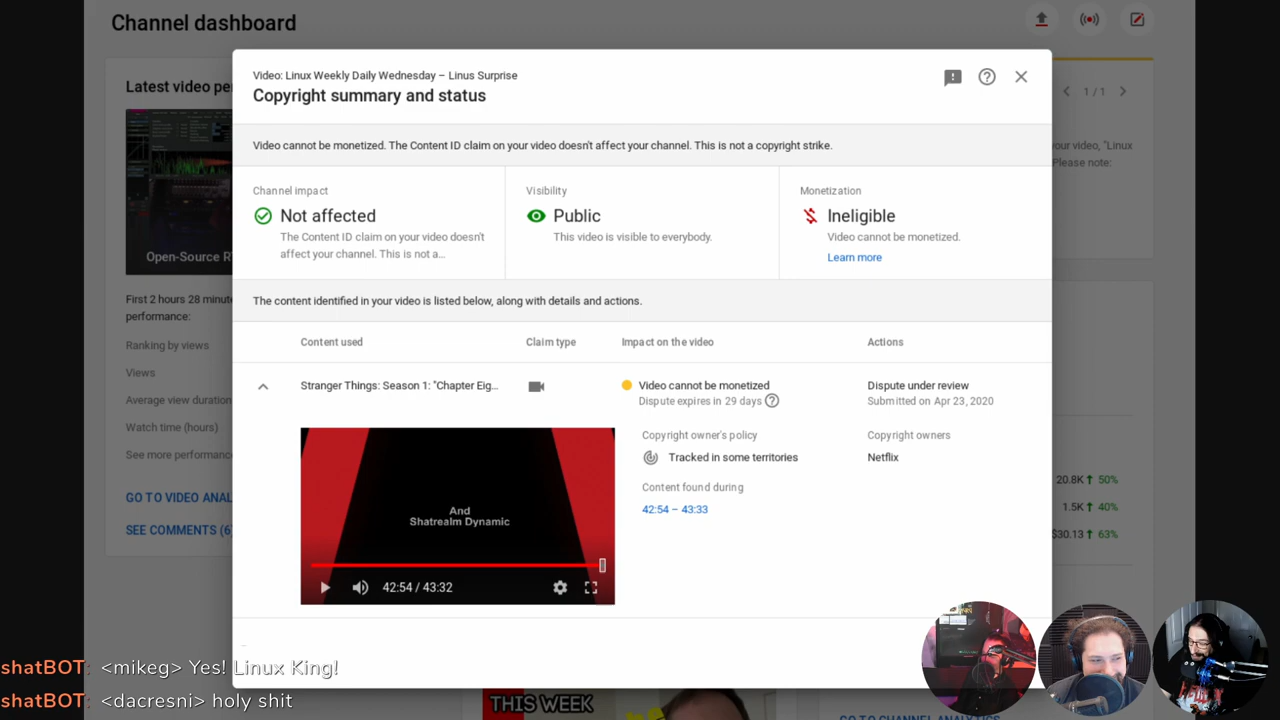 Channel dashboard
Latest video pe
Open-Source R
First 2 hours 28 minute
performance:
Ranking by views
Views
Average view duration
Watch time (hours)
See more performanc
GO TO VIDEO ANAL
SEE COMMENTS (6)
Video: Linux Weekly Daily Wednesday – Linus Surprise
Copyright summary and status
Video cannot be monetized. The Content ID claim on your video doesn't affect your channel. This is not a copyright strike.
Channel impact
Not affected
The Content ID claim on your video doesn't
affect your channel. This is not a...
Visibility
Public
This video is visible to everybody.
Monetization
Ineligible
Video cannot be monetized.
Learn more
The content identified in your video is listed below, along with details and actions.
Content used
Claim type
Impact on the video
Actions
Stranger Things: Season 1: "Chapter Eig...
Video cannot be monetized
Dispute expires in 29 days
Dispute under review
Submitted on Apr 23, 2020
And
Shatrealm Dynamic
42:54 / 43:32
Copyright owner's policy
Tracked in some territories
Content found during
42:54 – 43:33
Copyright owners
Netflix
1 / 1
your video, "Linux
Please note:
20.8K 50%
1.5K 40%
$30.13 63%
shatBOT: <mikeg> Yes! Linux King!
shatBOT: <dacresni> holy shit
THIS WEEK
GO TO CHANNEL ANALYTICS